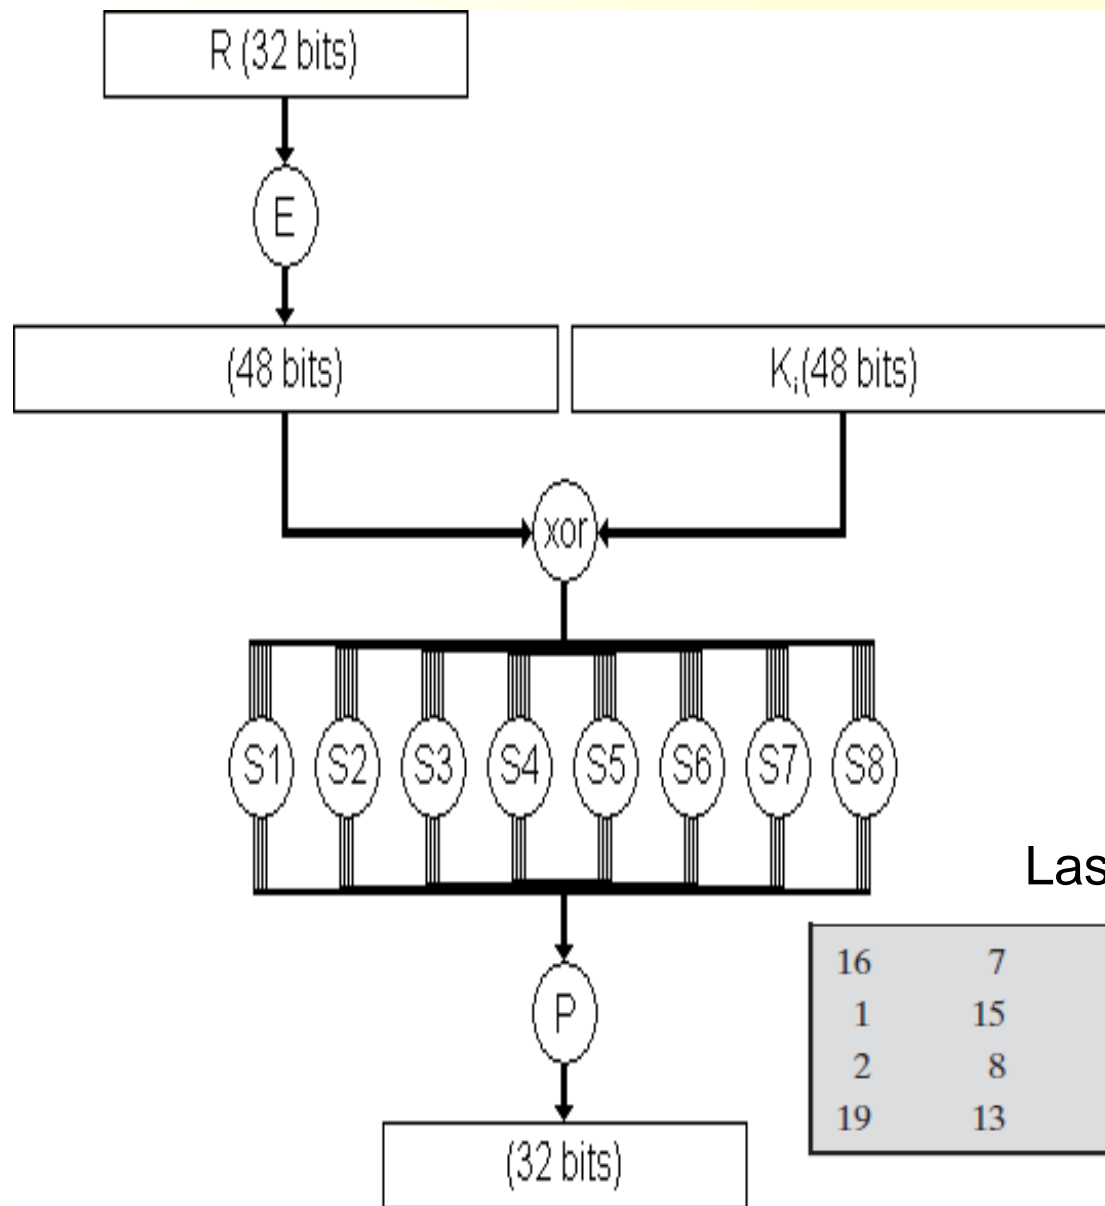 R (32 bits)
E
(48 bits) Ki(48 bits)
xor
S1 S2 S3 S4 S5 S6 S7 S8
Las
P
16 7
1 15
2 8
19 13
(32 bits)